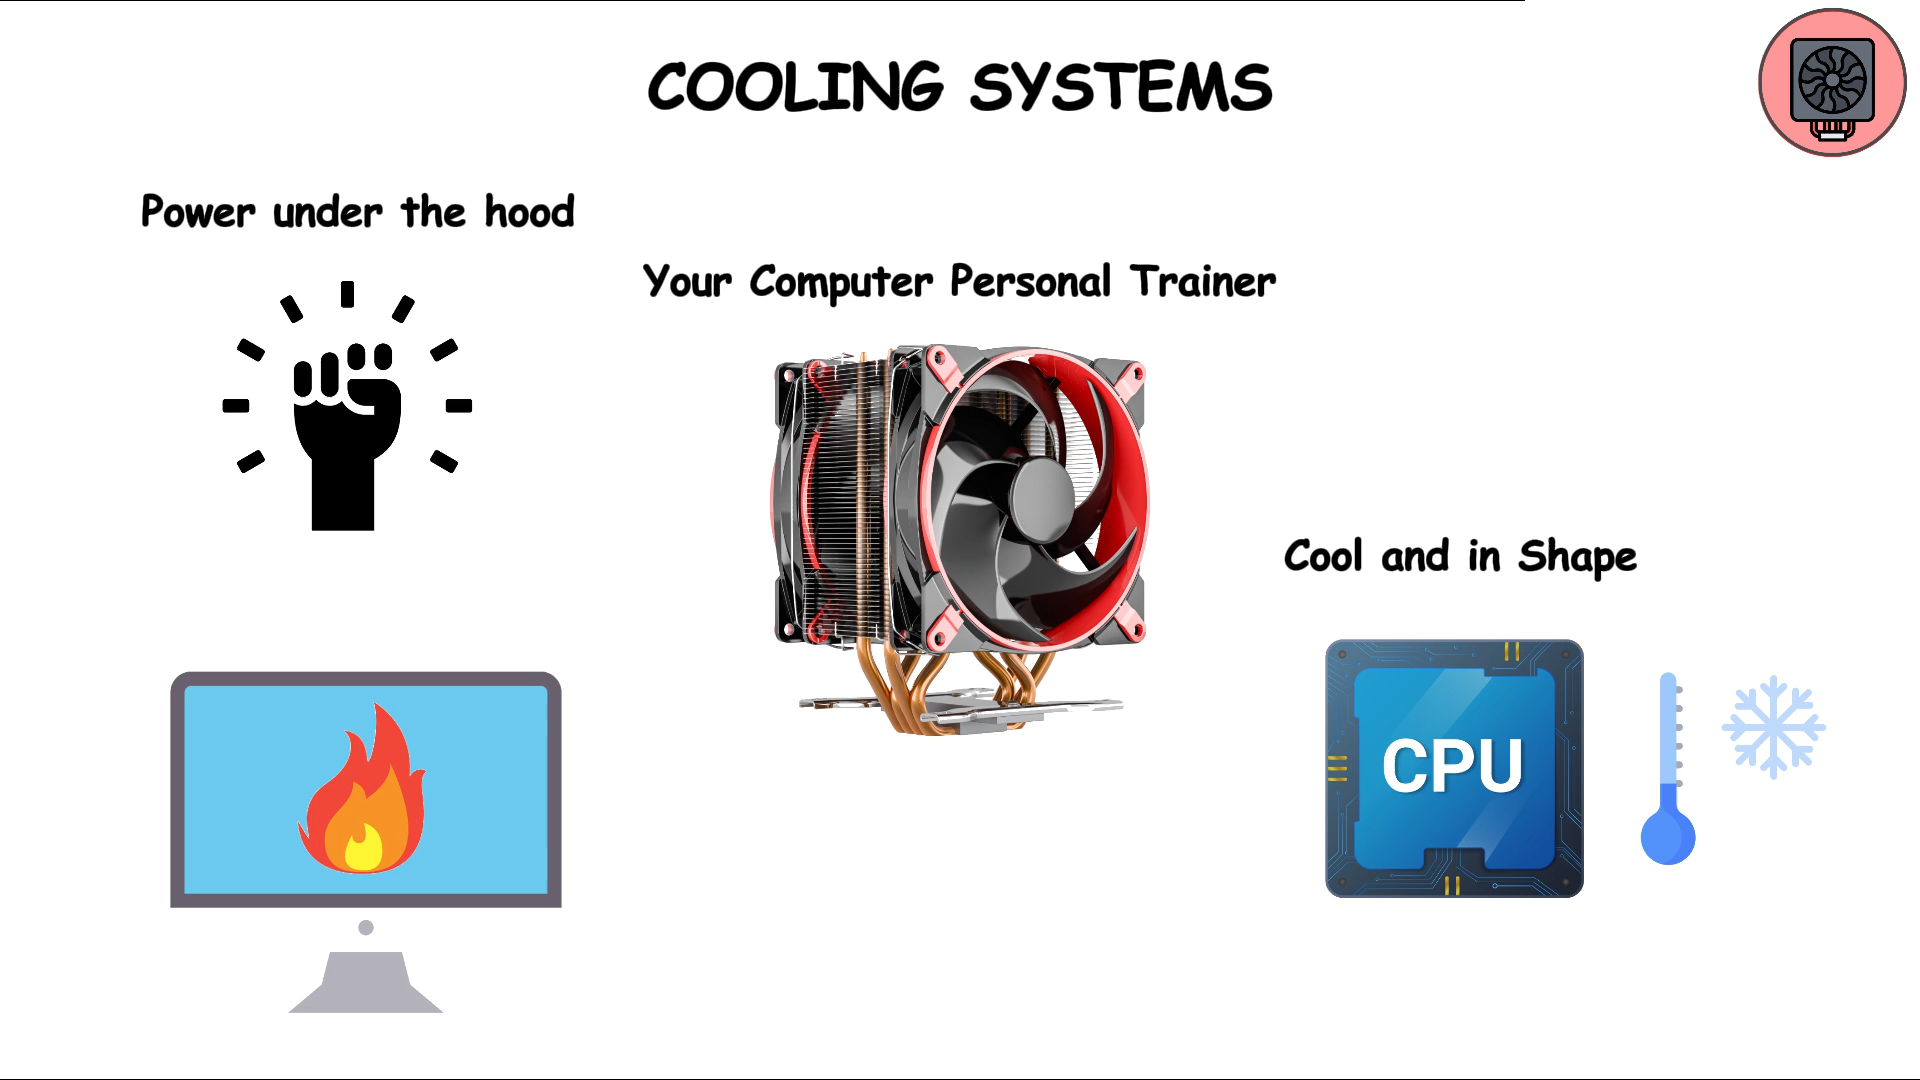 COOLING SYSTEMS
Power under the hood
Your Computer Personal Trainer
Cool and in Shape
CPU